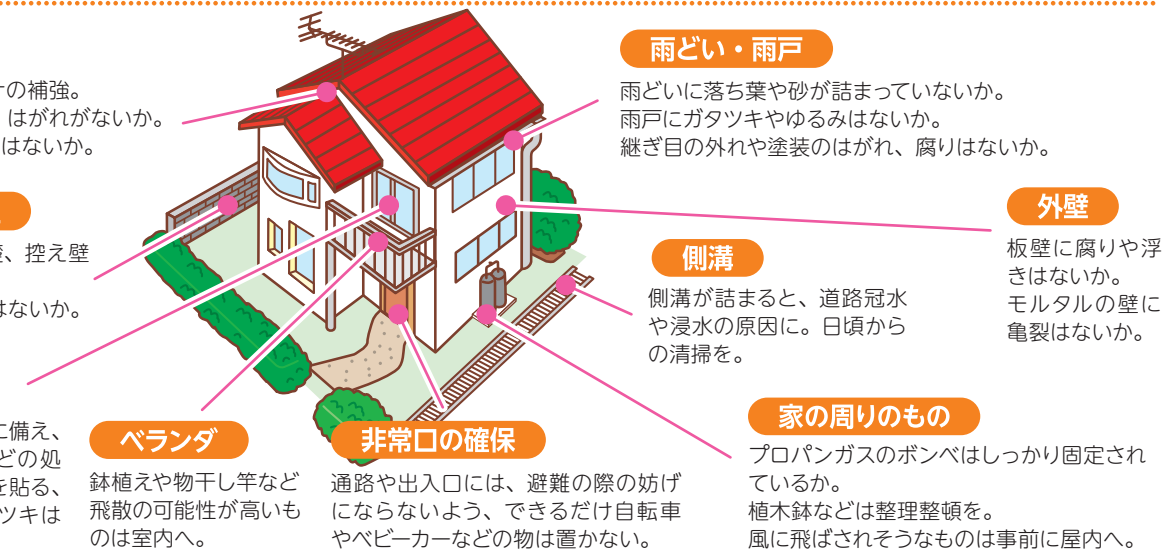 の補強。
はがれがないか。
はないか。
雨どい・雨戸
雨どいに落ち葉や砂が詰まっていないか。
雨戸にガタツキやゆるみはないか。
継ぎ目の外れや塗装のはがれ、腐りはないか。
、控え壁
はないか。
外壁
板壁に腐りや浮
きはないか。
モルタルの壁に
亀裂はないか。
側溝
側溝が詰まると、道路冠水
や浸水の原因に。日頃から
の清掃を。
に備え、
どの処
を貼る、
ツキは
ベランダ
鉢植えや物干し竿など
飛散の可能性が高いも
のは室内へ。
非常口の確保
通路や出入口には、避難の際の妨げ
にならないよう、できるだけ自転車
やベビーカーなどの物は置かない。
家の周りのもの
プロパンガスのボンベはしっかり固定され
ているか。
植木鉢などは整理整頓を。
風に飛ばされそうなものは事前に屋内へ。